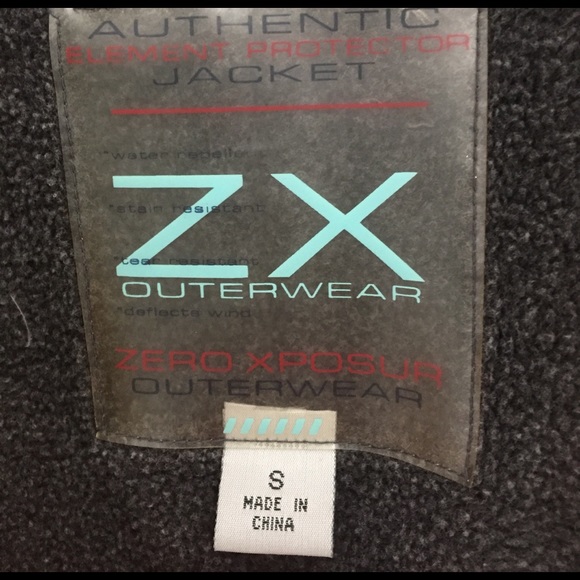 AUTHENTIC
ELEMENT PROTECTOR
JACKET
*water repellent
ZX
*stain resistant
*tear resistant
OUTERWEAR
*deflects wind
ZERO XPOSUR
OUTERWEAR
S
MADE IN
CHINA